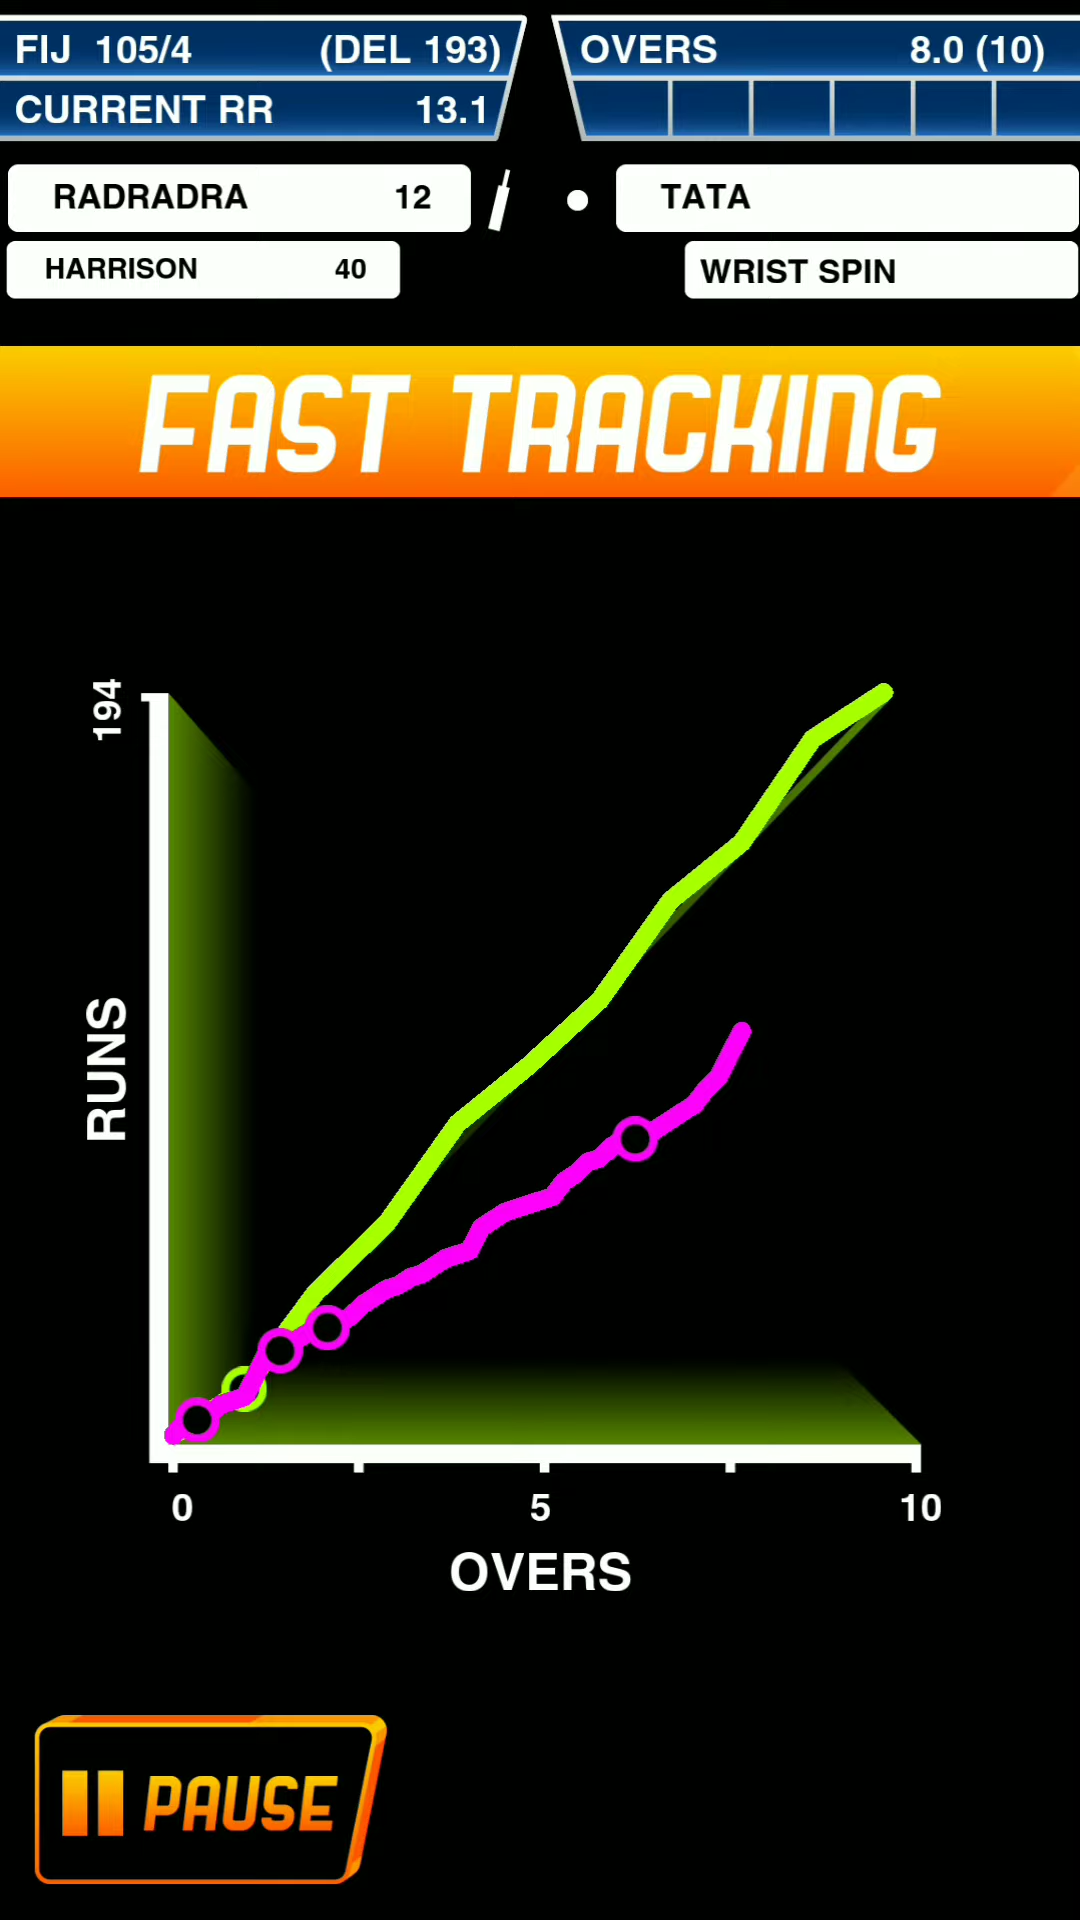 FIJ 105/4 (DEL 193)
CURRENT RR 13.1
OVERS 8.0 (10)
RADRADRA 12
HARRISON 40
TATA
WRIST SPIN
FAST TRACKING
194
RUNS
0 5 10
OVERS
PAUSE